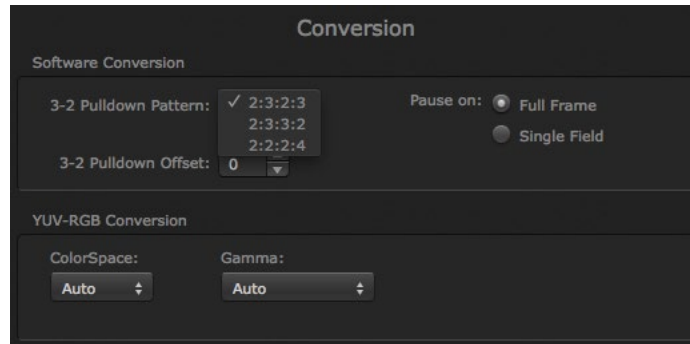 Conversion
Software Conversion
3-2 Pulldown Pattern: ✓ 2:3:2:3
2:3:3:2
2:2:2:4
Pause on: Full Frame
Single Field
3-2 Pulldown Offset: 0
YUV-RGB Conversion
ColorSpace: Gamma:
Auto Auto